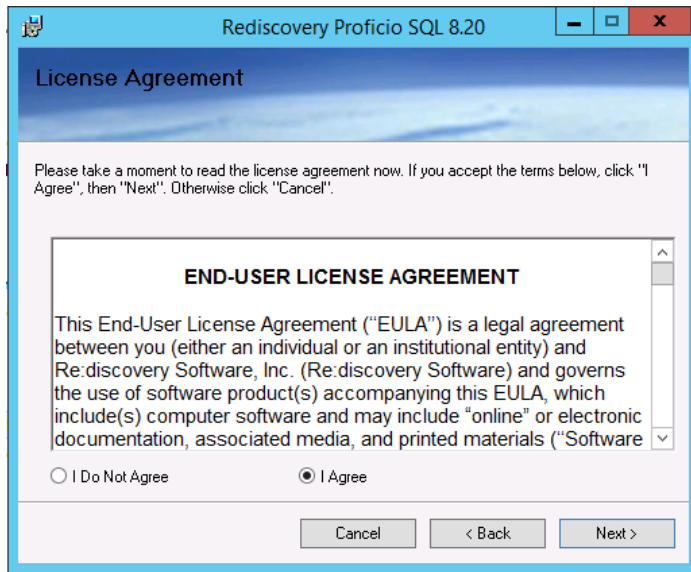 Rediscovery Proficio SQL 8.20
License Agreement
Please take a moment to read the license agreement now. If you accept the terms below, click "I
Agree", then "Next". Otherwise click "Cancel".
END-USER LICENSE AGREEMENT
This End-User License Agreement (“EULA”) is a legal agreement
between you (either an individual or an institutional entity) and
Re:discovery Software, Inc. (Re:discovery Software) and governs
the use of software product(s) accompanying this EULA, which
include(s) computer software and may include “online” or electronic
documentation, associated media, and printed materials (“Software
I Do Not Agree I Agree
Cancel < Back Next >